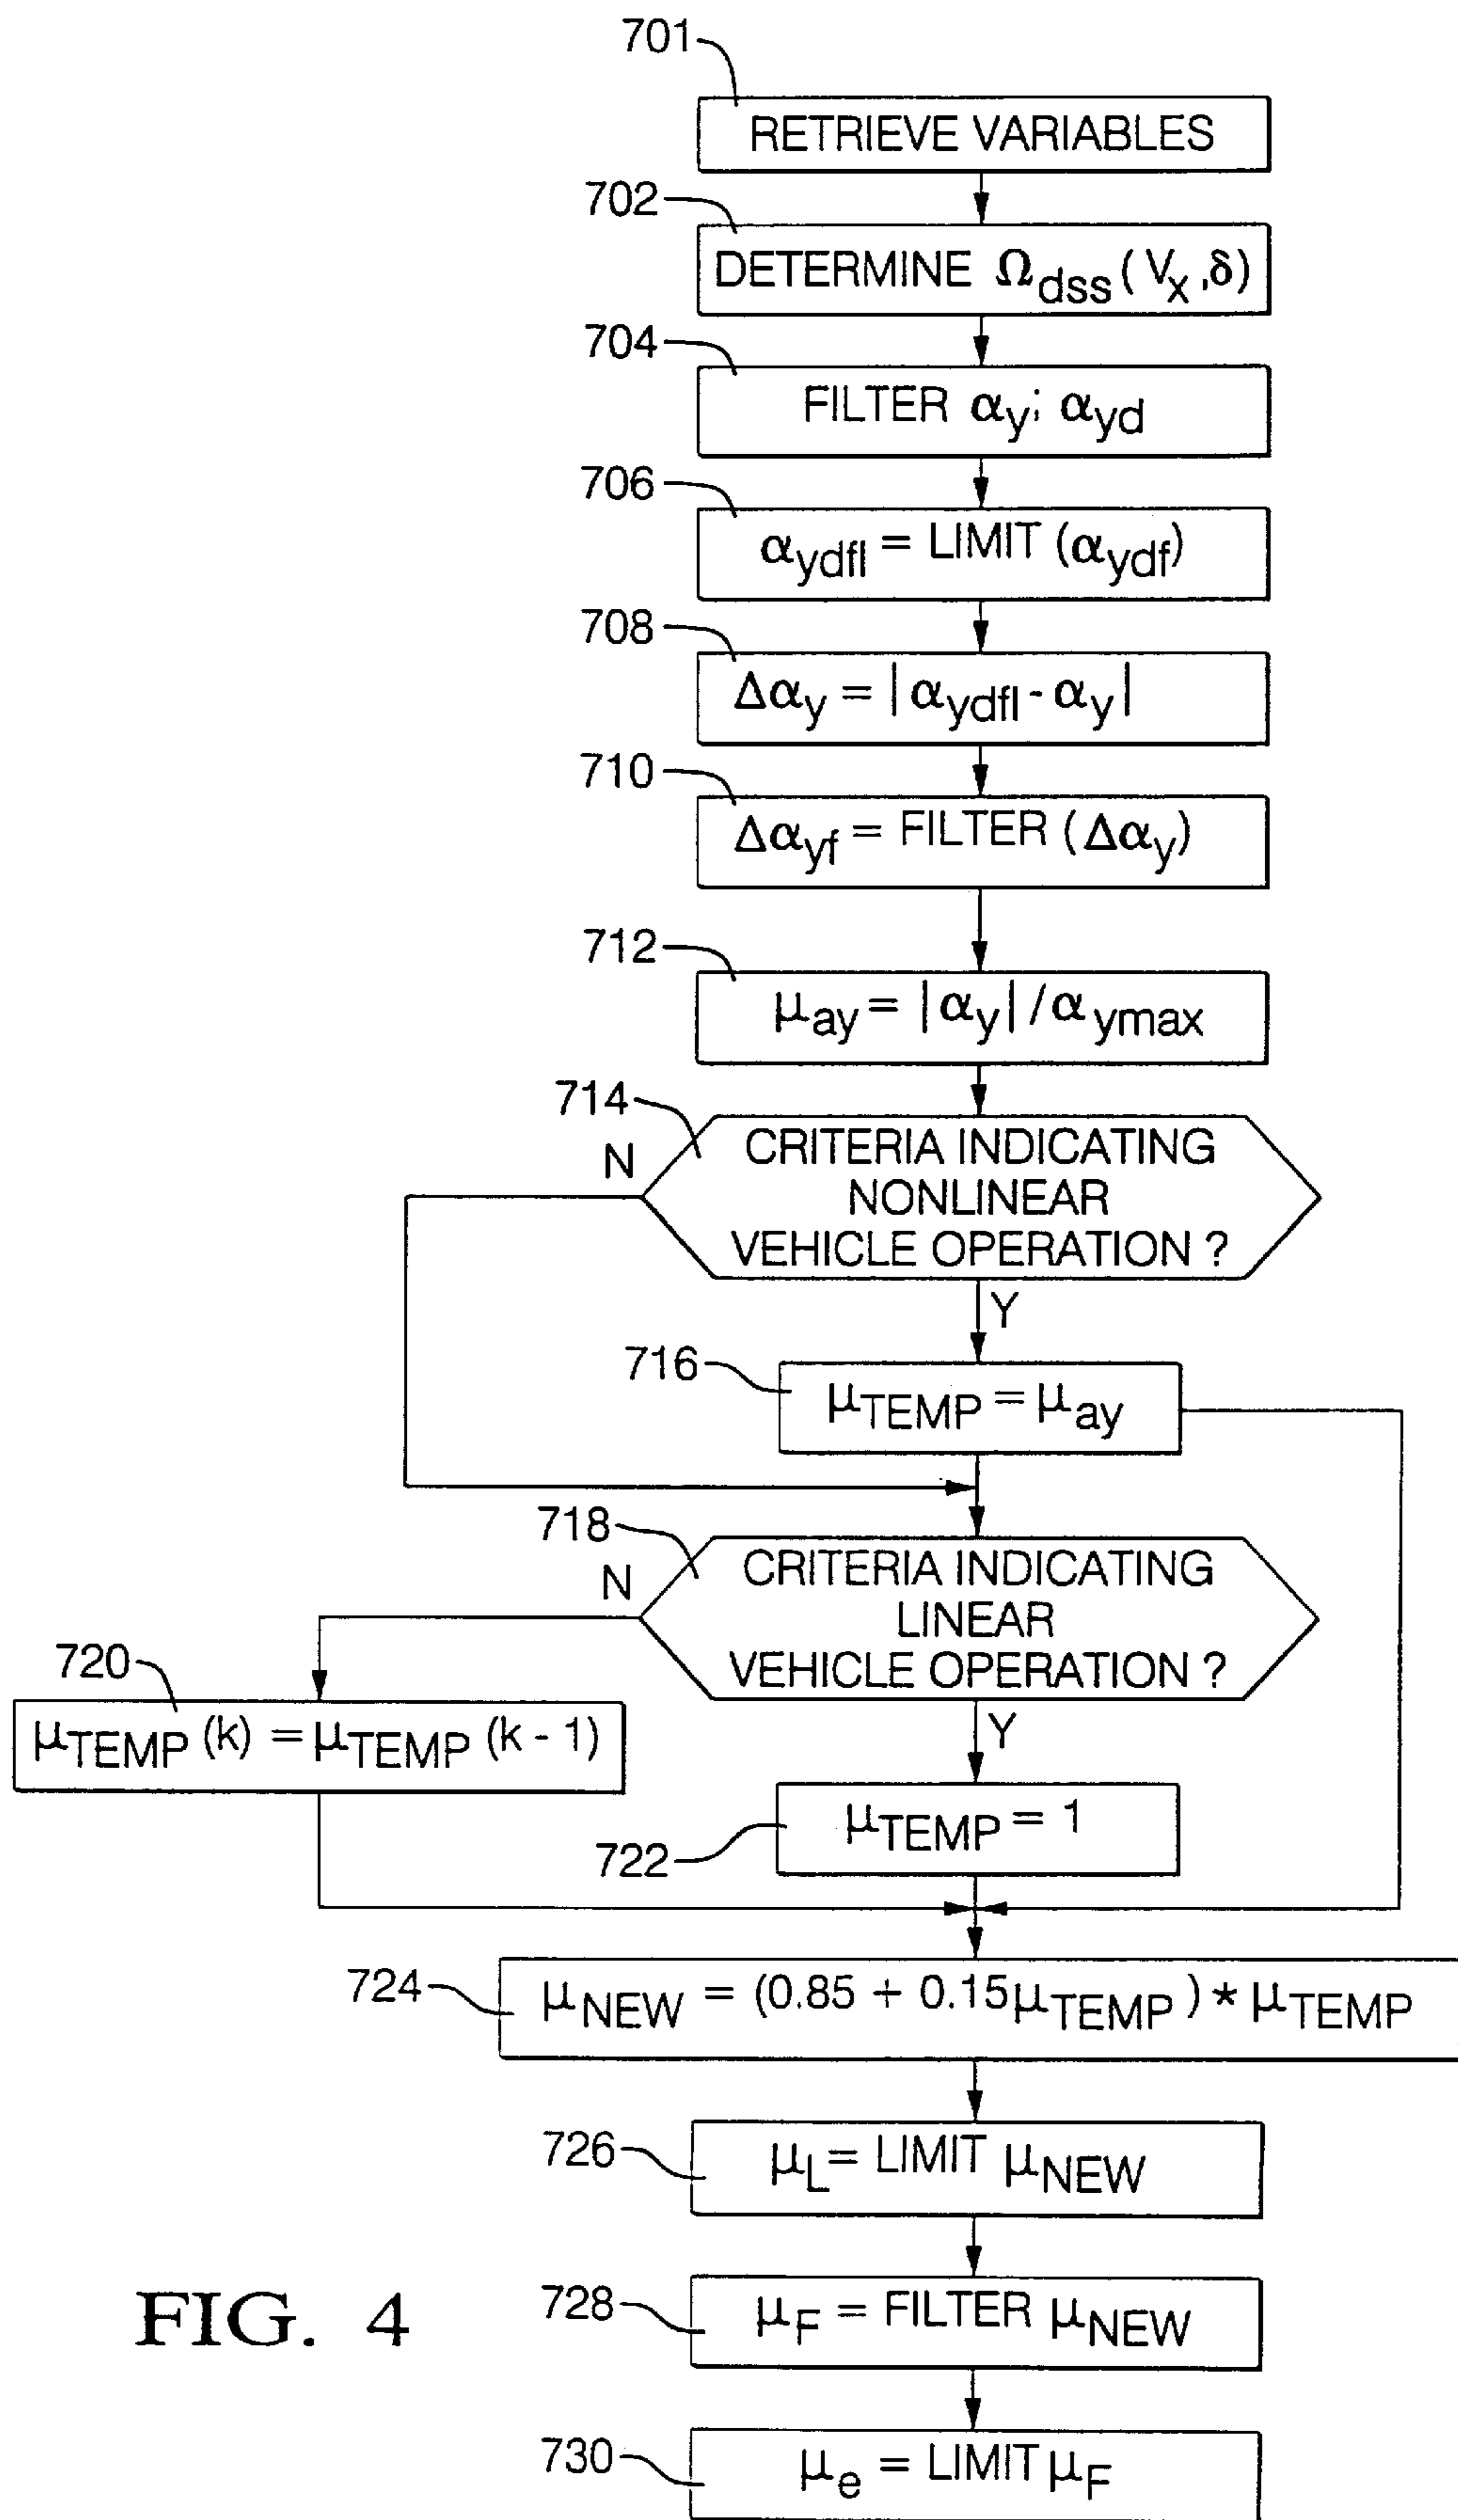 701
RETRIEVE VARIABLES
702
DETERMINE Ωdss(Vx,δ)
704
FILTER αy; αyd
706
αydfl = LIMIT (αydf)
708
Δαy = |αydfl - αy|
710
Δαyf = FILTER (Δαy)
712
μay = |αy| / αymax
714
N
CRITERIA INDICATING
NONLINEAR
VEHICLE OPERATION ?
Y
716
μTEMP = μay
718
N
CRITERIA INDICATING
LINEAR
VEHICLE OPERATION ?
720
μTEMP (k) = μTEMP (k - 1)
Y
722
μTEMP = 1
724
μNEW = (0.85 + 0.15μTEMP) * μTEMP
726
μL = LIMIT μNEW
728
μF = FILTER μNEW
FIG. 4
730
μe = LIMIT μF